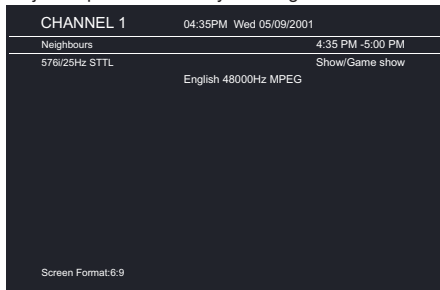 CHANNEL 1 04:35PM Wed 05/09/2001
Neighbours 4:35 PM -5:00 PM
576i/25Hz STTL Show/Game show
English 48000Hz MPEG
Screen Format:6:9